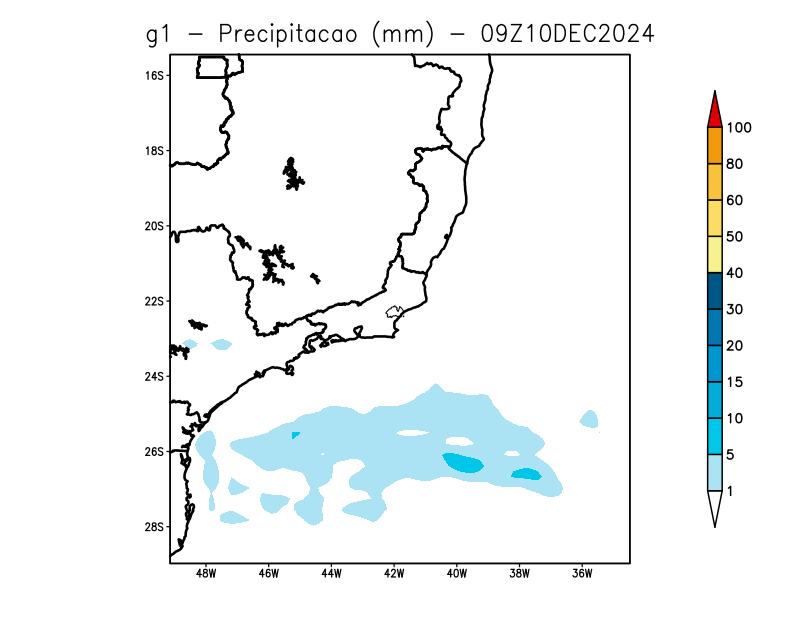 g1 – Precipitacao (mm) – 09Z10DEC2024
16S
18S
20S
22S
24S
26S
28S
48W 46W 44W 42W 40W 38W 36W
100
80
60
50
40
30
20
15
10
5
1